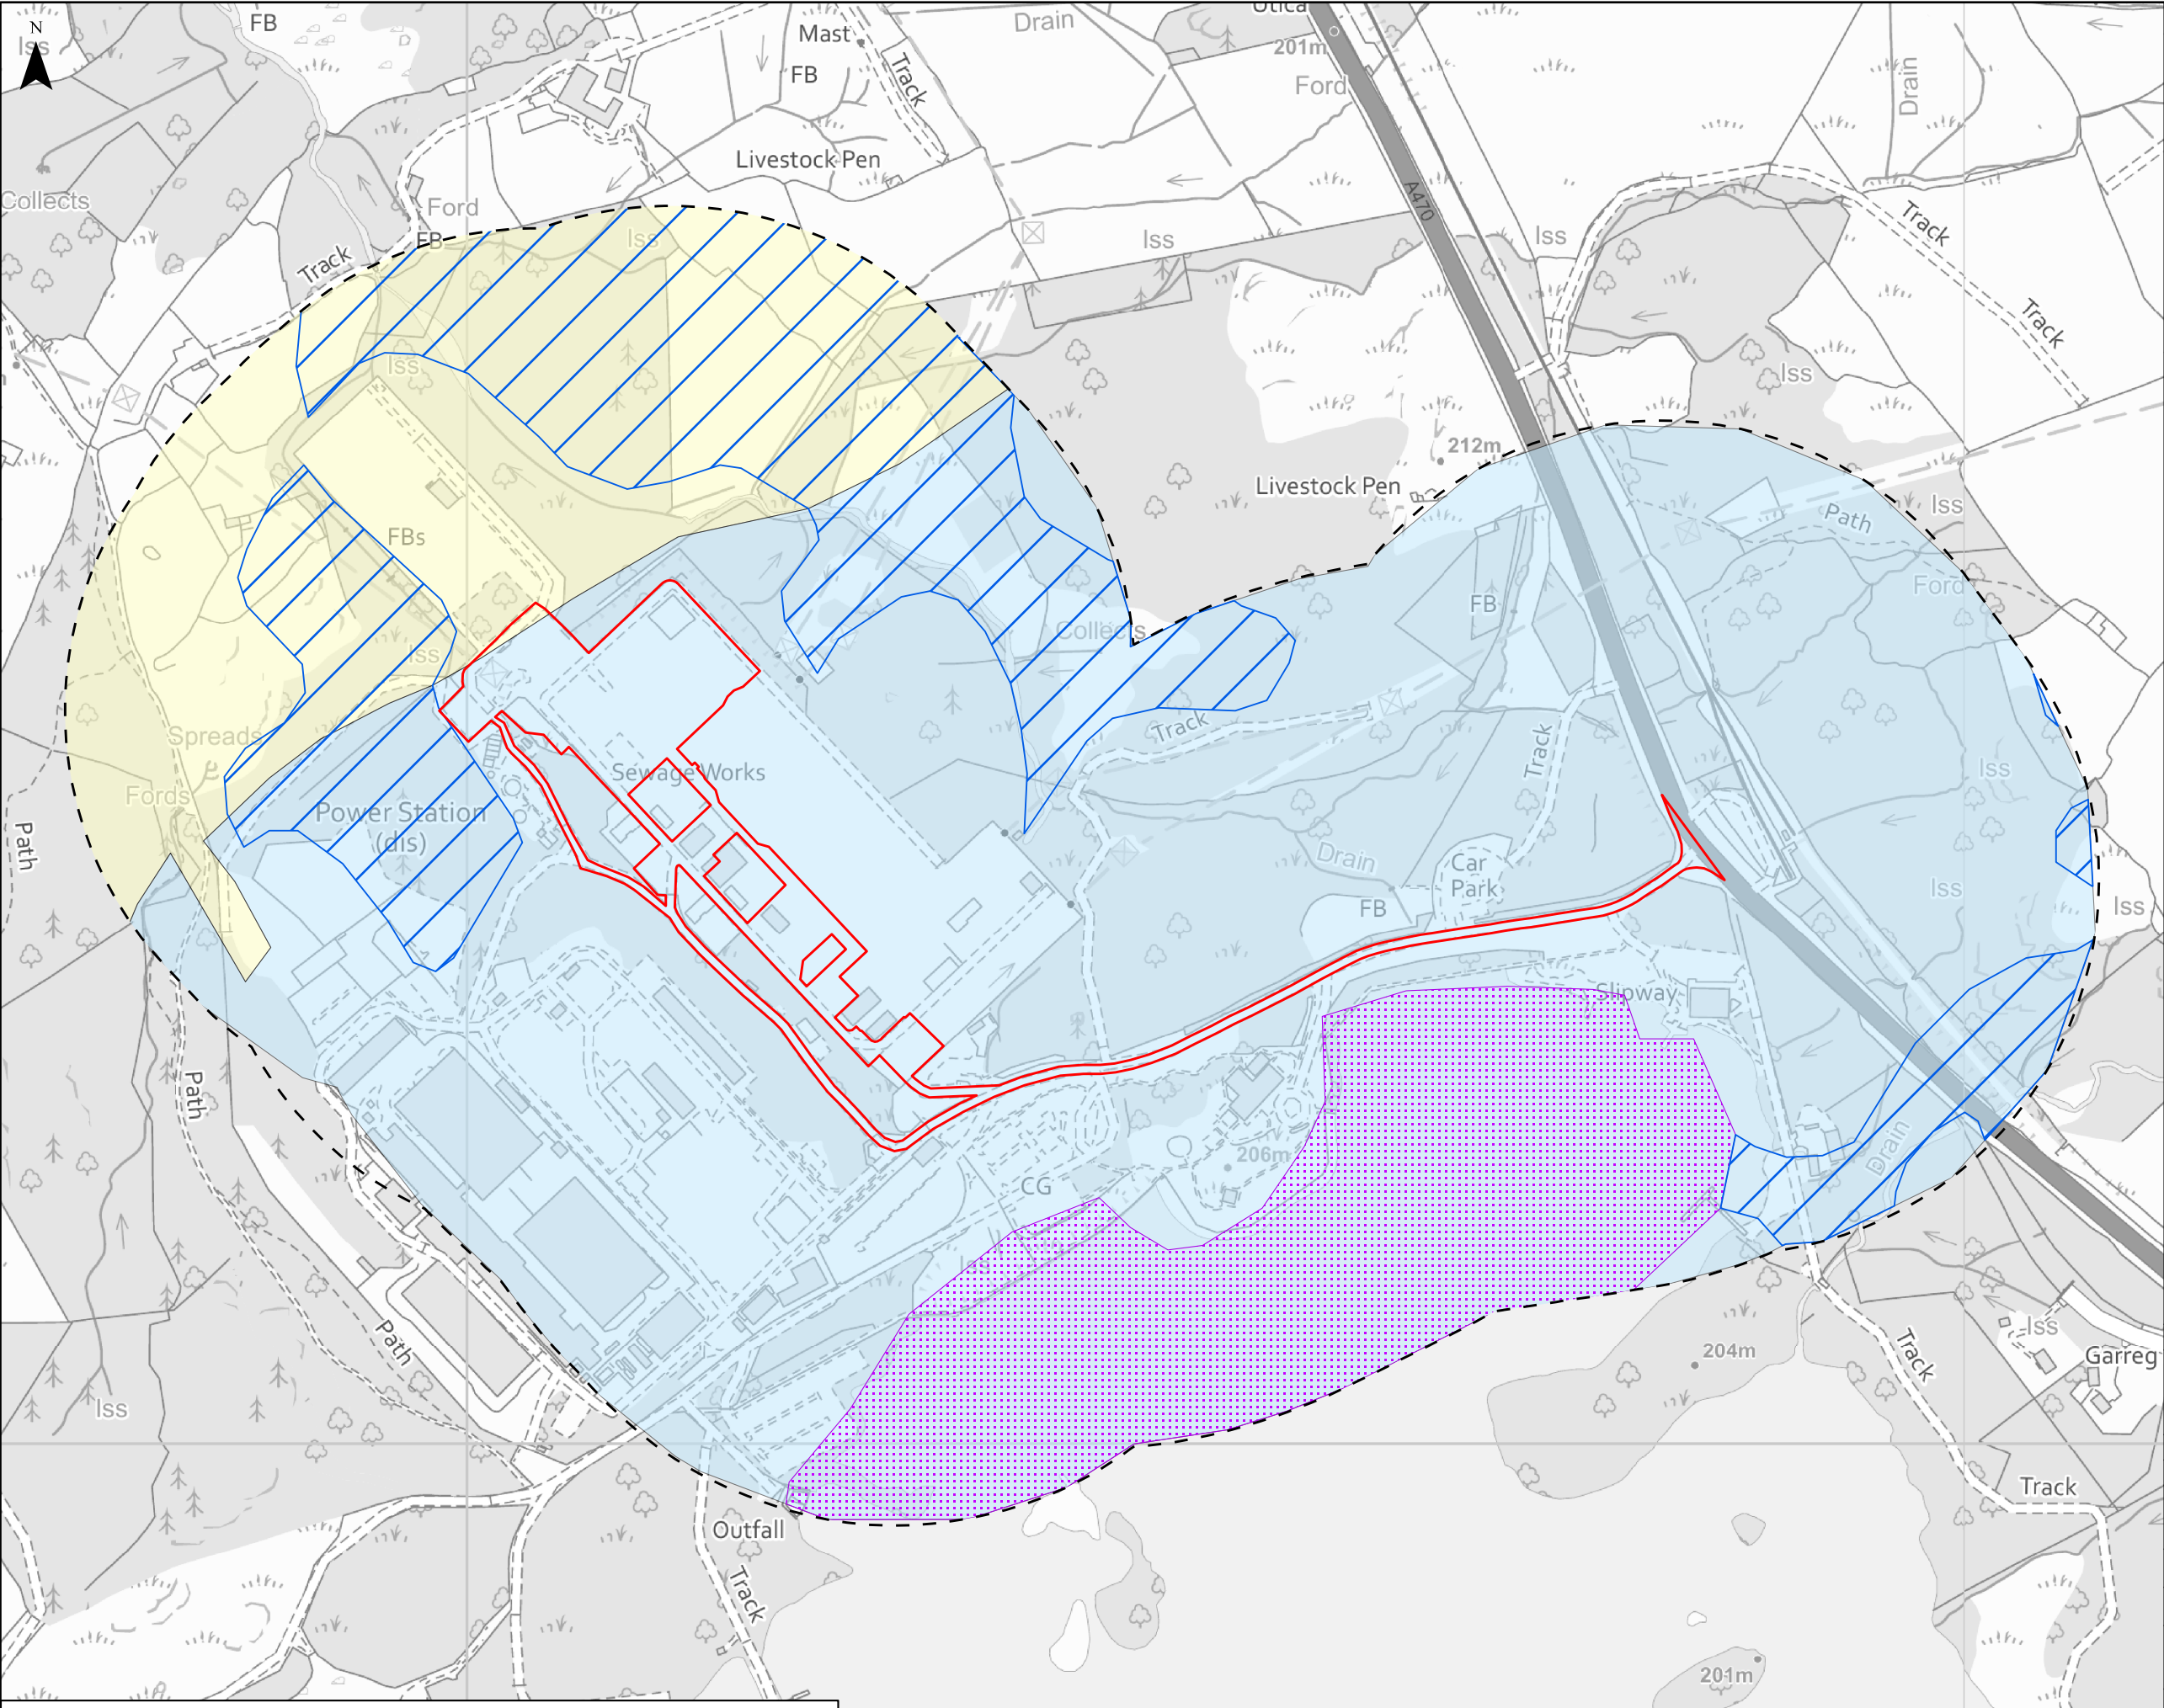 FB
Utica
Drain
Mast
N
Iss
201m
Track
FB
Ford
Drain
Livestock Pen
A470
Collects
Ford
Track
FB
Iss
Iss
Iss
Track
Track
Iss
Iss
212m
Livestock Pen
Iss
Path
FBs
Ford
FB
Collects
Iss
Track
Spreads
Track
Iss
Sewage Works
Fords
Power Station
(dis)
Path
Drain
Car
Park
Iss
FB
Iss
Slipway
Path
Drain
206m
CG
Iss
Iss
Path
204m
Track
Garreg
Iss
Track
Outfall
Track
201m